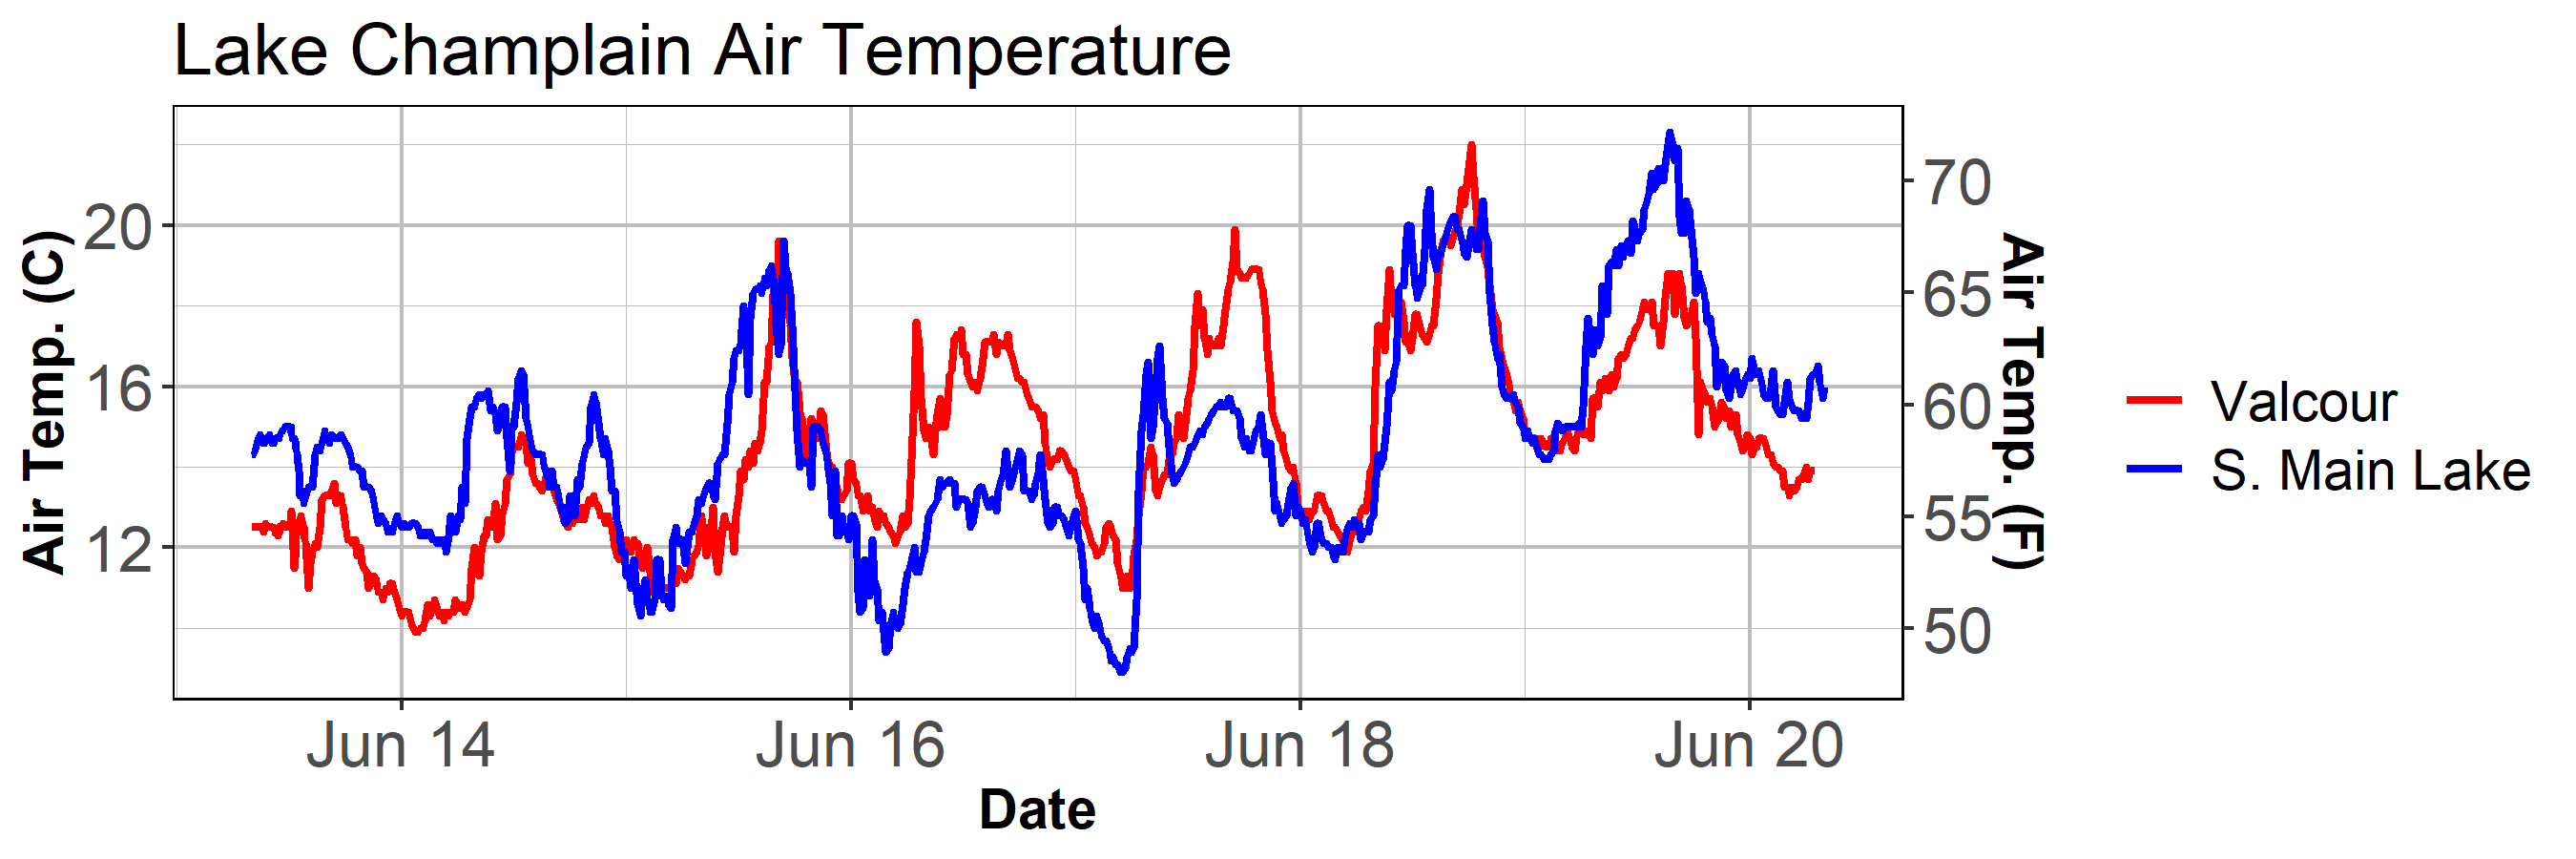 Lake Champlain Air Temperature
Air Temp. (C)
20
16
12
70
65
60
55
50
Air Temp. (F)
Jun 14
Jun 16
Jun 18
Jun 20
Date
Valcour
S. Main Lake